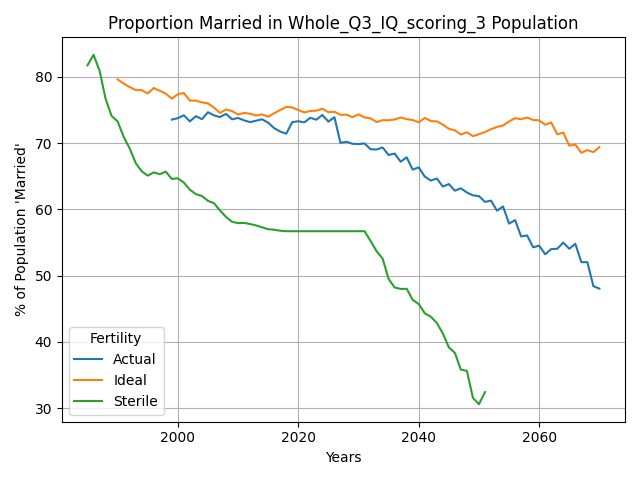 Proportion Married in Whole_Q3_IQ_scoring_3 Population
% of Population 'Married'
80
70
60
50
40
30
Fertility
Actual
Ideal
Sterile
2000
2020
2040
2060
Years